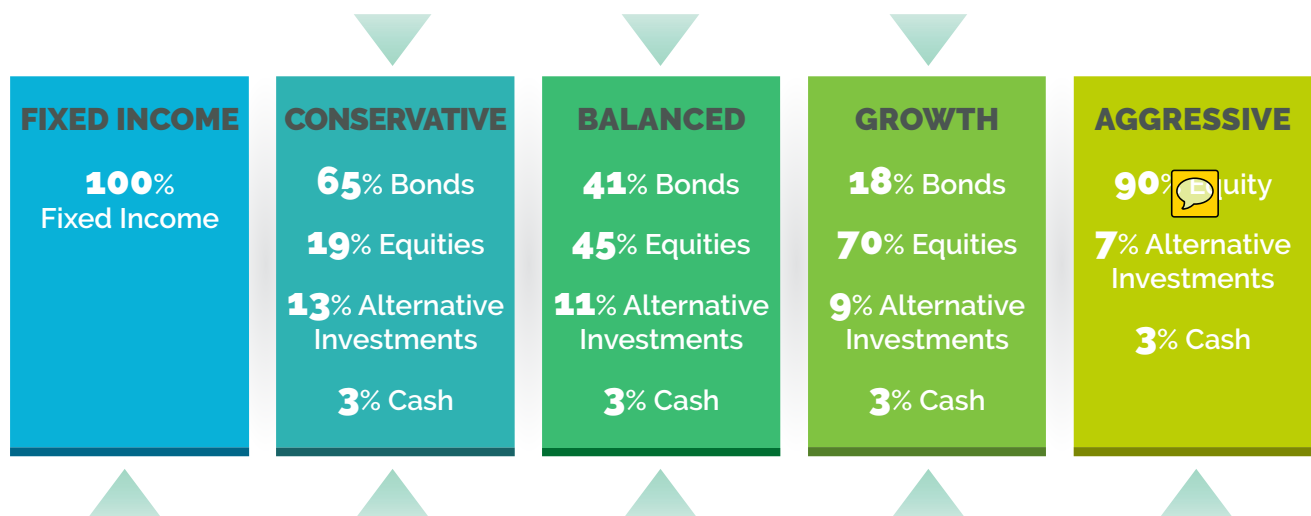 FIXED INCOME
100%
Fixed Income
CONSERVATIVE
65% Bonds
19% Equities
13% Alternative
Investments
3% Cash
BALANCED
41% Bonds
45% Equities
11% Alternative
Investments
3% Cash
GROWTH
18% Bonds
70% Equities
9% Alternative
Investments
3% Cash
AGGRESSIVE
90% Equity
7% Alternative
Investments
3% Cash